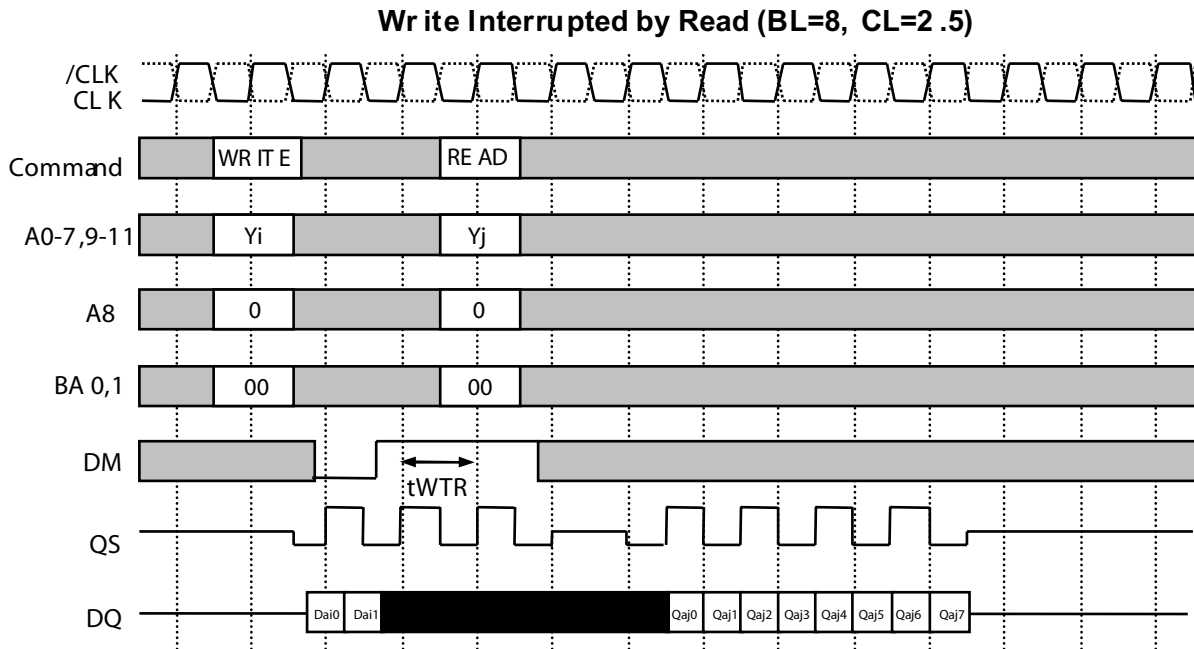 Wr ite Interrupted by Read (BL=8, CL=2 .5)
/CLK
CL K
Command WR IT E RE AD
A0-7,9-11 Yi Yj
A8 0 0
BA 0,1 00 00
DM
tWTR
QS
DQ Dai0 Dai1 Qaj0 Qaj1 Qaj2 Qaj3 Qaj4 Qaj5 Qaj6 Qaj7